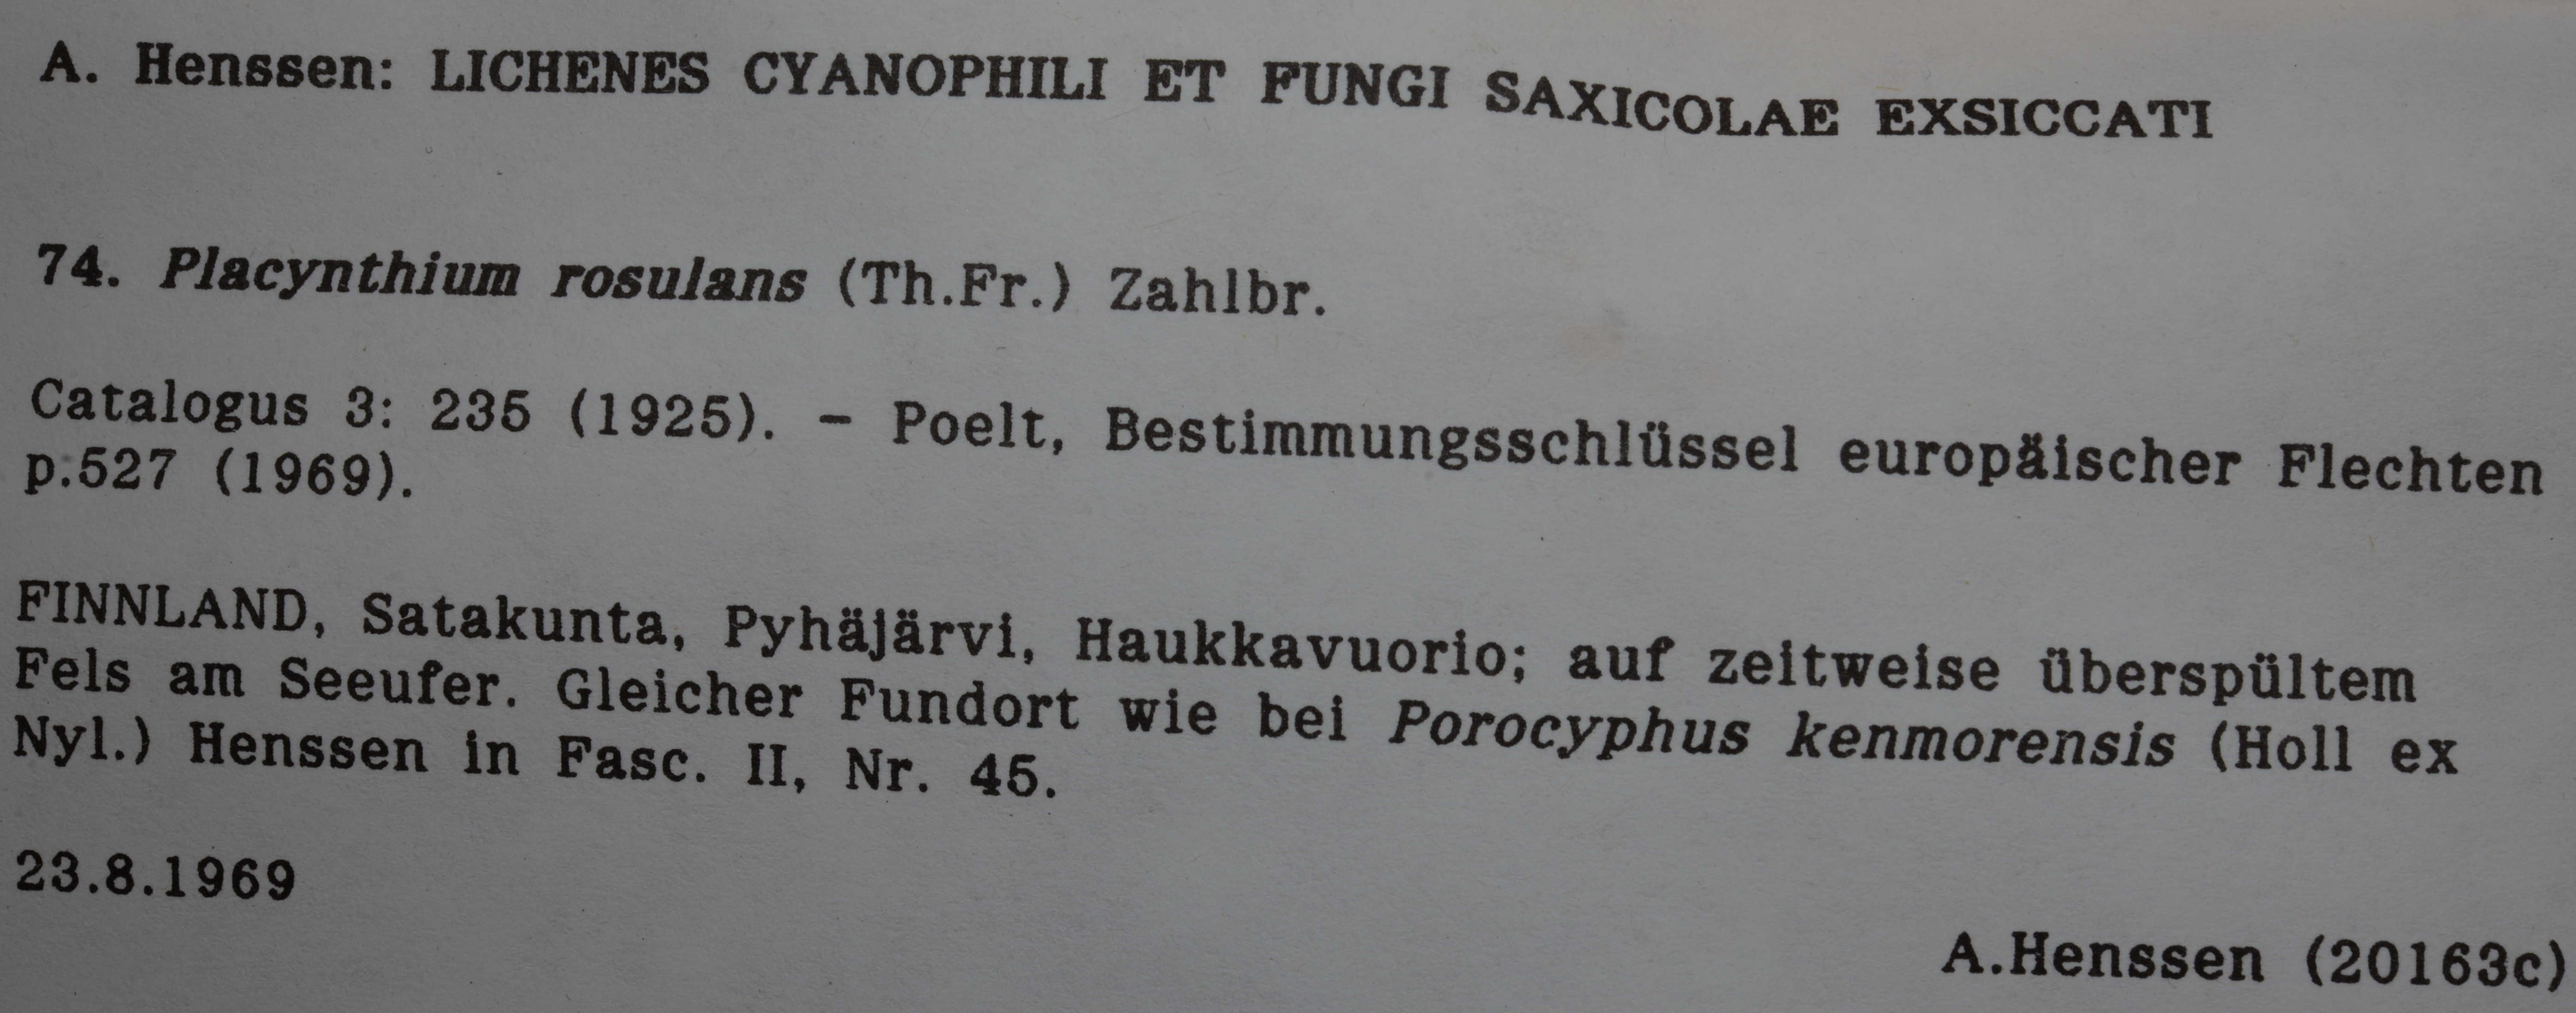 A. Henssen: LICHENES CYANOPHILI ET FUNGI SAXICOLAE EXSICCATI
74. Placynthium rosulans (Th.Fr.) Zahlbr.
Catalogus 3: 235 (1925). - Poelt, Bestimmungsschlüssel europäischer Flechten
p.527 (1969).
FINNLAND, Satakunta, Pyhäjärvi, Haukkavuorio; auf zeitweise überspültem
Fels am Seeufer. Gleicher Fundort wie bei Porocyphus kenmorensis (Holl ex
Nyl.) Henssen in Fasc. II, Nr. 45.
23.8.1969
A.Henssen (20163c)